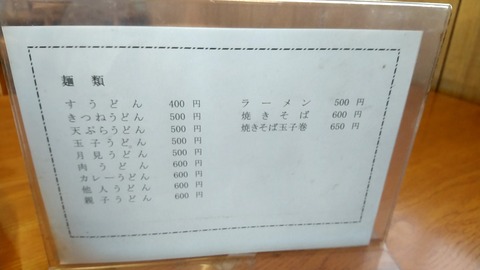 麺類
すうどん 400円
きつねうどん 500円
天ぷらうどん 500円
玉子うどん 500円
月見うどん 500円
肉うどん 600円
カレーうどん 600円
他人うどん 600円
親子うどん 600円
ラーメン 500円
焼きそば 600円
焼きそば玉子巻 650円